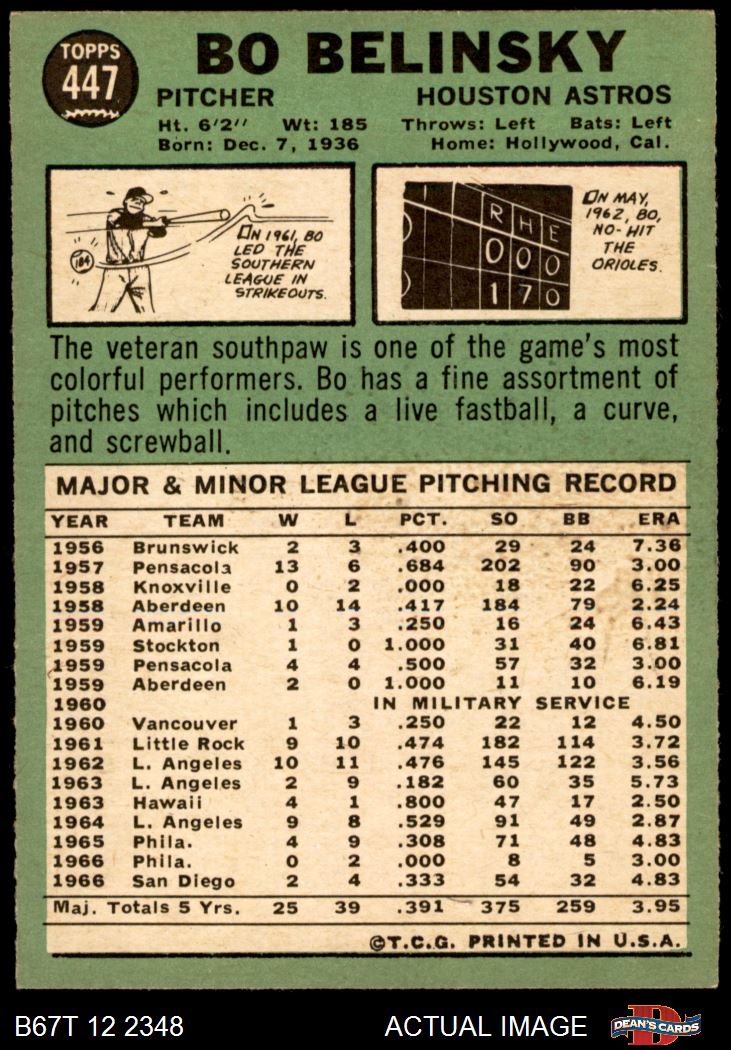 TOPPS
447
BO BELINSKY
PITCHER HOUSTON ASTROS
Ht. 6'2'' Wt: 185 Throws: Left Bats: Left
Born: Dec. 7, 1936 Home: Hollywood, Cal.
104
ON 1961, BO
LED THE
SOUTHERN
LEAGUE IN
STRIKEOUTS.
R H E
0 0 0
1 7 0
ON MAY,
1962, BO,
NO-HIT
THE
ORIOLES.
The veteran southpaw is one of the game's most
colorful performers. Bo has a fine assortment of
pitches which includes a live fastball, a curve,
and screwball.
MAJOR & MINOR LEAGUE PITCHING RECORD
YEAR TEAM W L PCT. SO BB ERA
1956 Brunswick 2 3 .400 29 24 7.36
1957 Pensacola 13 6 .684 202 90 3.00
1958 Knoxville 0 2 .000 18 22 6.25
1958 Aberdeen 10 14 .417 184 79 2.24
1959 Amarillo 1 3 .250 16 24 6.43
1959 Stockton 1 0 1.000 31 40 6.81
1959 Pensacola 4 4 .500 57 32 3.00
1959 Aberdeen 2 0 1.000 11 10 6.19
1960 IN MILITARY SERVICE
1960 Vancouver 1 3 .250 22 12 4.50
1961 Little Rock 9 10 .474 182 114 3.72
1962 L. Angeles 10 11 .476 145 122 3.56
1963 L. Angeles 2 9 .182 60 35 5.73
1963 Hawaii 4 1 .800 47 17 2.50
1964 L. Angeles 9 8 .529 91 49 2.87
1965 Phila. 4 9 .308 71 48 4.83
1966 Phila. 0 2 .000 8 5 3.00
1966 San Diego 2 4 .333 54 32 4.83
Maj. Totals 5 Yrs. 25 39 .391 375 259 3.95
©T.C.G. PRINTED IN U.S.A.
B67T 12 2348 ACTUAL IMAGE D DEAN'S CARDS